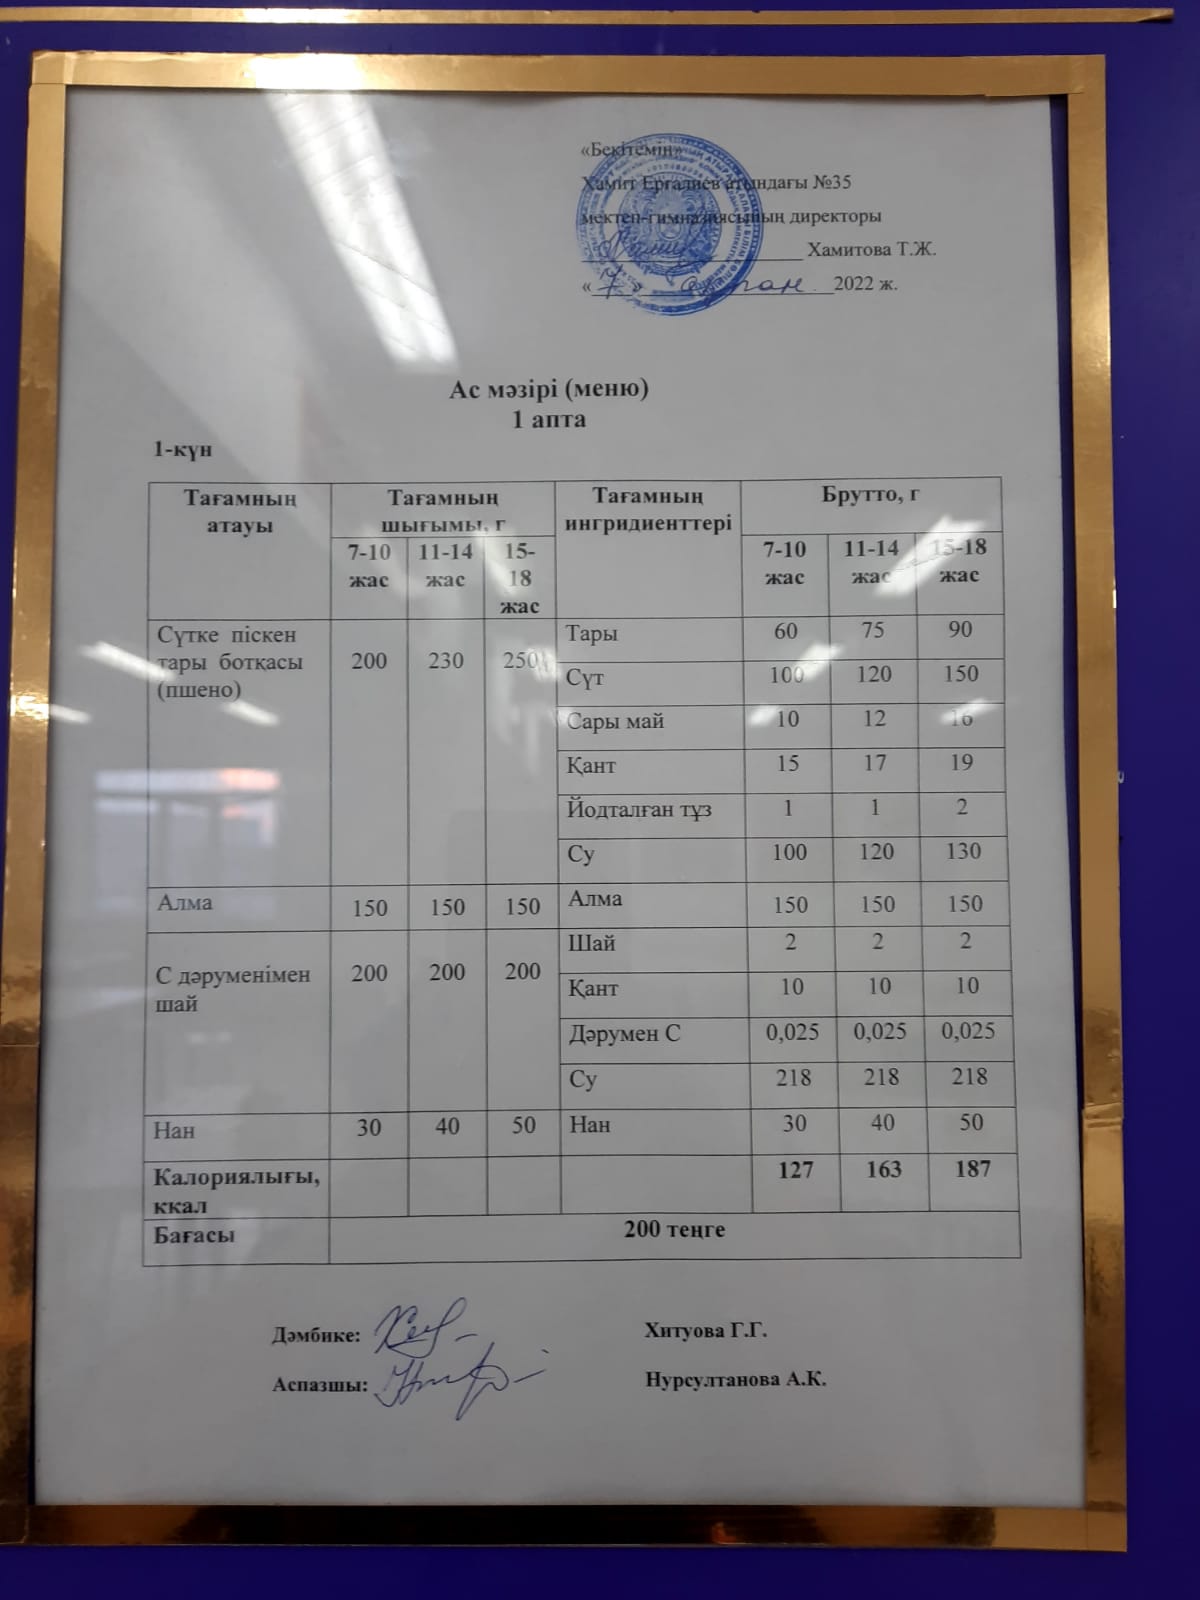 «Бекітемін»
Хамит Ергалиев атындағы №35
мектеп-гимназиясының директоры
Хамитова Т.Ж.
« 2022 ж.
Ас мәзірі (меню)
1 апта
1-күн
Тағамның атауы Тағамның шығымы, г Тағамның ингридиенттері Брутто, г
7-10 жас 11-14 жас 15-18 жас 7-10 жас 11-14 жас 15-18 жас
Сүтке піскен тары ботқасы (пшено) 200 230 250 Тары 60 75 90
Сүт 100 120 150
Сары май 10 12 16
Қант 15 17 19
Йодталған тұз 1 1 2
Су 100 120 130
Алма 150 150 150 Алма 150 150 150
С дәруменімен шай 200 200 200 Шай 2 2 2
Қант 10 10 10
Дәрумен С 0,025 0,025 0,025
Су 218 218 218
Нан 30 40 50 Нан 30 40 50
Калориялығы, ккал 127 163 187
Бағасы 200 теңге
Дәмбике: Хитуова Г.Г.
Аспазшы: Нурсултанова А.К.